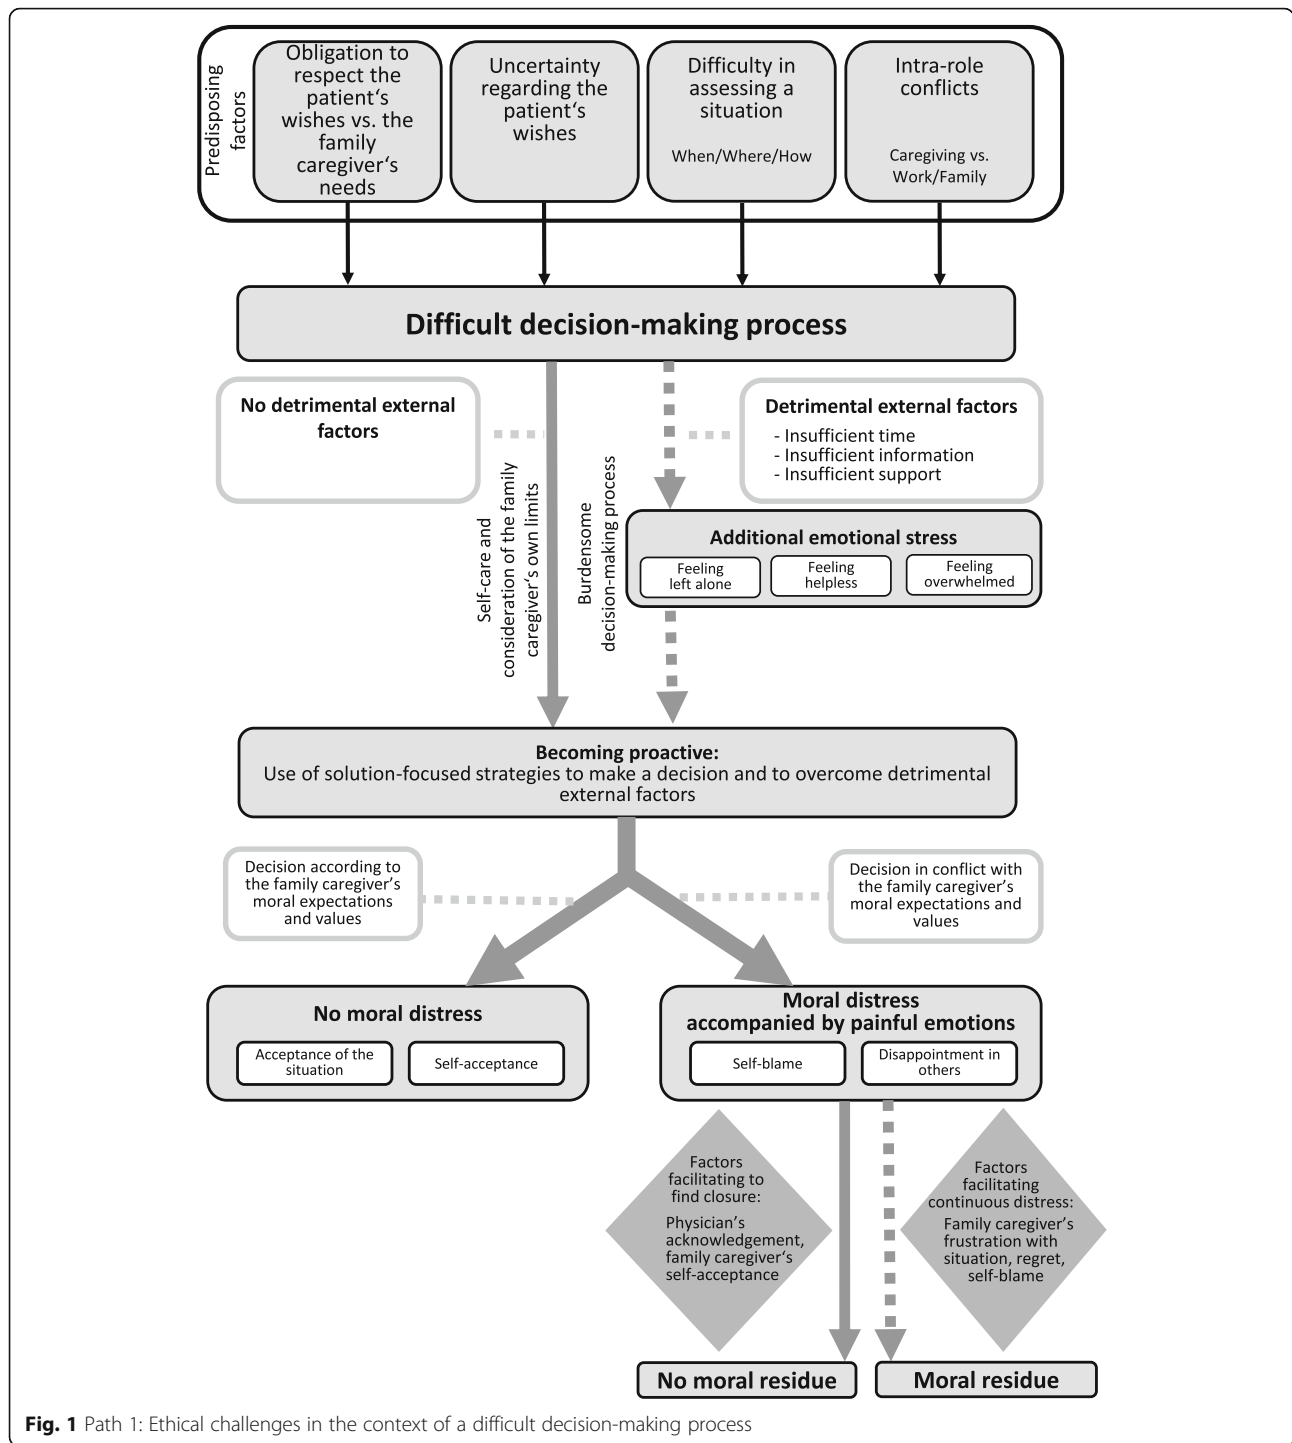 Predisposing
factors
Obligation to
respect the
patient‘s
wishes vs. the
family
caregiver‘s
needs
Uncertainty
regarding the
patient‘s
wishes
Difficulty in
assessing a
situation
When/Where/How
Intra-role
conflicts
Caregiving vs.
Work/Family
Difficult decision-making process
No detrimental external
factors
Detrimental external factors
- Insufficient time
- Insufficient information
- Insufficient support
Self-care and
consideration of the family
caregiver‘s own limits
Burdensome
decision-making process
Additional emotional stress
Feeling
left alone
Feeling
helpless
Feeling
overwhelmed
Becoming proactive:
Use of solution-focused strategies to make a decision and to overcome detrimental
external factors
Decision according to
the family caregiver’s
moral expectations
and values
Decision in conflict with
the family caregiver’s
moral expectations and
values
No moral distress
Acceptance of the
situation
Self-acceptance
Moral distress
accompanied by painful emotions
Self-blame
Disappointment in
others
Factors
facilitating to
find closure:
Physician’s
acknowledgement,
family caregiver‘s
self-acceptance
Factors
facilitating
continuous distress:
Family caregiver’s
frustration with
situation, regret,
self-blame
No moral residue
Moral residue
Fig. 1 Path 1: Ethical challenges in the context of a difficult decision-making process